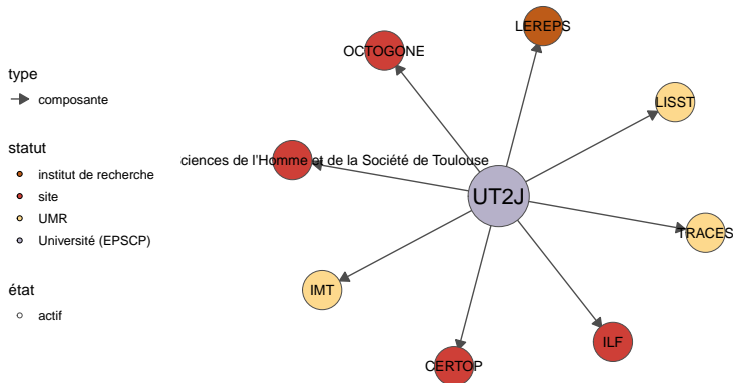 type
composante
statut
institut de recherche
site
UMR
Université (EPSCP)
état
actif
LEREPS
OCTOGONE
LISST
ciences de l'Homme et de la Société de Toulouse
UT2J
TRACES
IMT
ILF
CERTOP